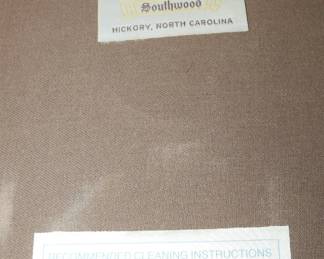 Southwood
HICKORY, NORTH CAROLINA
RECOMMENDED CLEANING INSTRUCTIONS